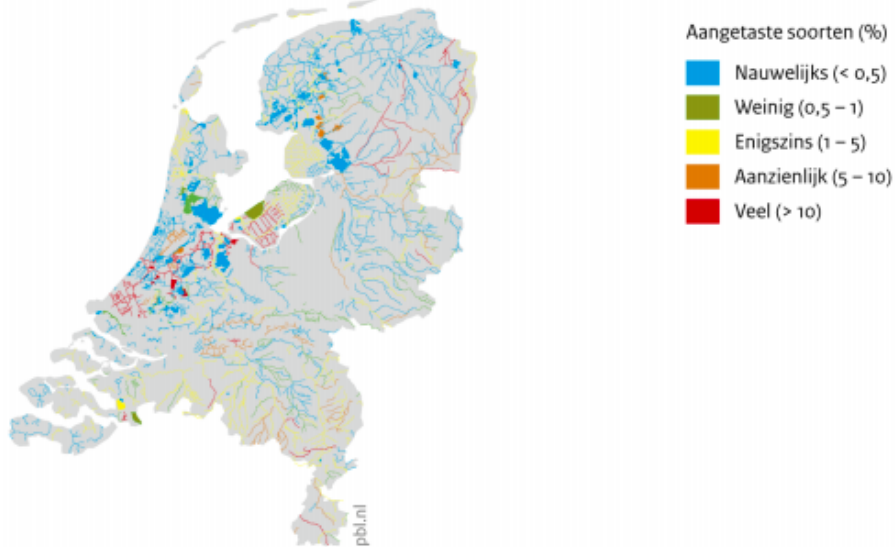 Aangetaste soorten (%)
Nauwelijks (< 0,5)
Weinig (0,5 – 1)
Enigszins (1 – 5)
Aanzienlijk (5 – 10)
Veel (> 10)
pbl.nl